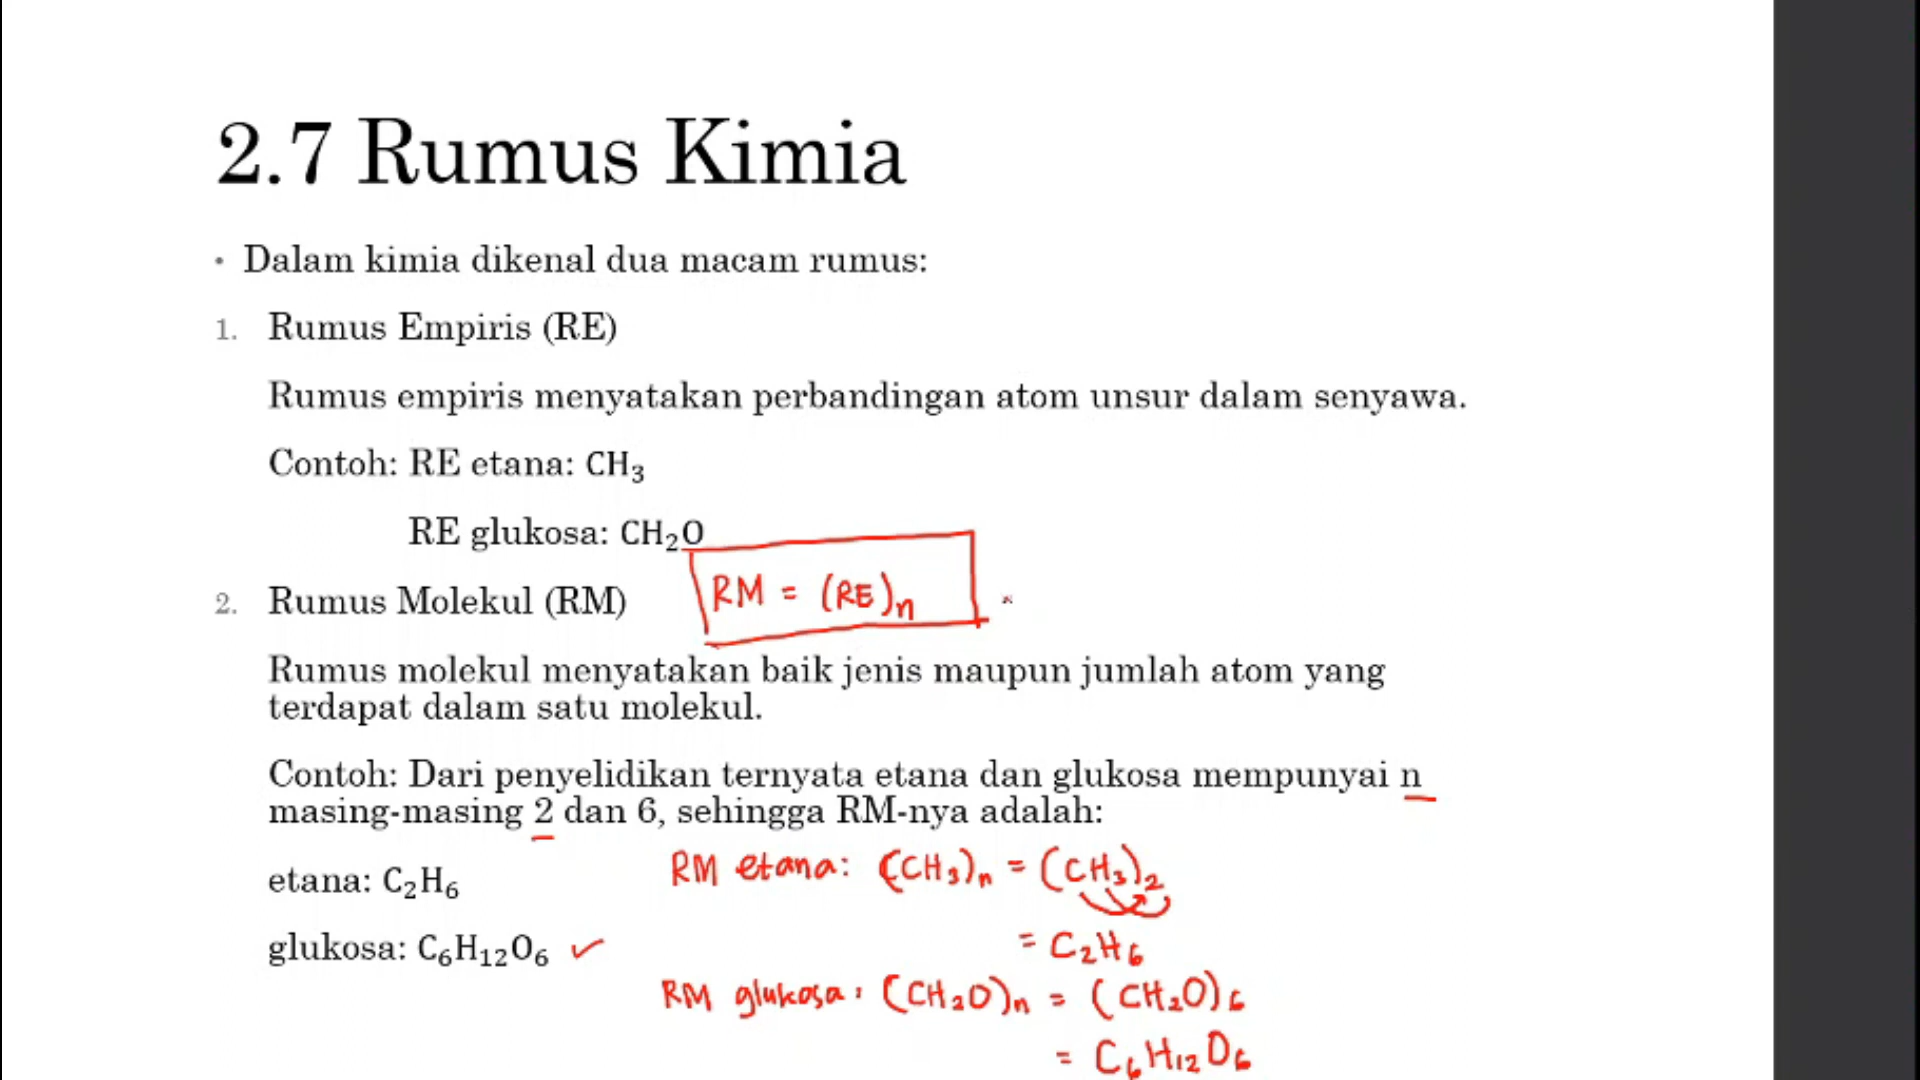 2.7 Rumus Kimia
• Dalam kimia dikenal dua macam rumus:
1. Rumus Empiris (RE)
Rumus empiris menyatakan perbandingan atom unsur dalam senyawa.
Contoh: RE etana: CH₃
RE glukosa: CH₂O
2. Rumus Molekul (RM)
RM = (RE)ₙ
Rumus molekul menyatakan baik jenis maupun jumlah atom yang
terdapat dalam satu molekul.
Contoh: Dari penyelidikan ternyata etana dan glukosa mempunyai n
masing-masing 2 dan 6, sehingga RM-nya adalah:
etana: C₂H₆
RM etana: (CH₃)ₙ = (CH₃)₂
= C₂H₆
glukosa: C₆H₁₂O₆ ✓
RM glukosa: (CH₂O)ₙ = (CH₂O)₆
= C₆H₁₂O₆